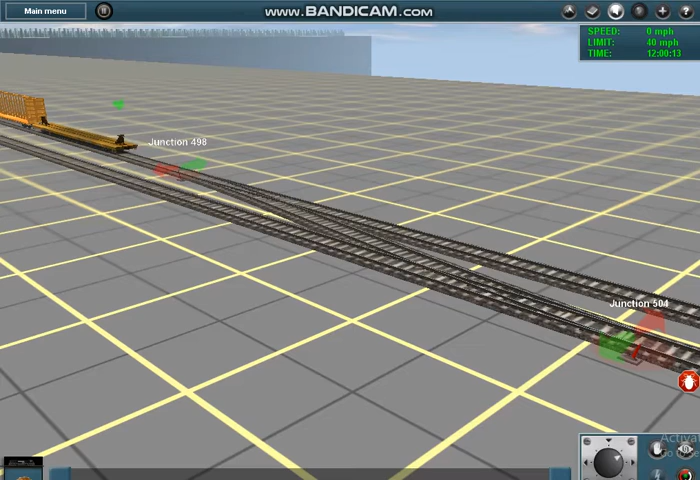 Main menu
www.BANDICAM.com
SPEED: 0 mph
LIMIT: 40 mph
TIME: 12:00:13
Junction 498
Junction 504
Activa